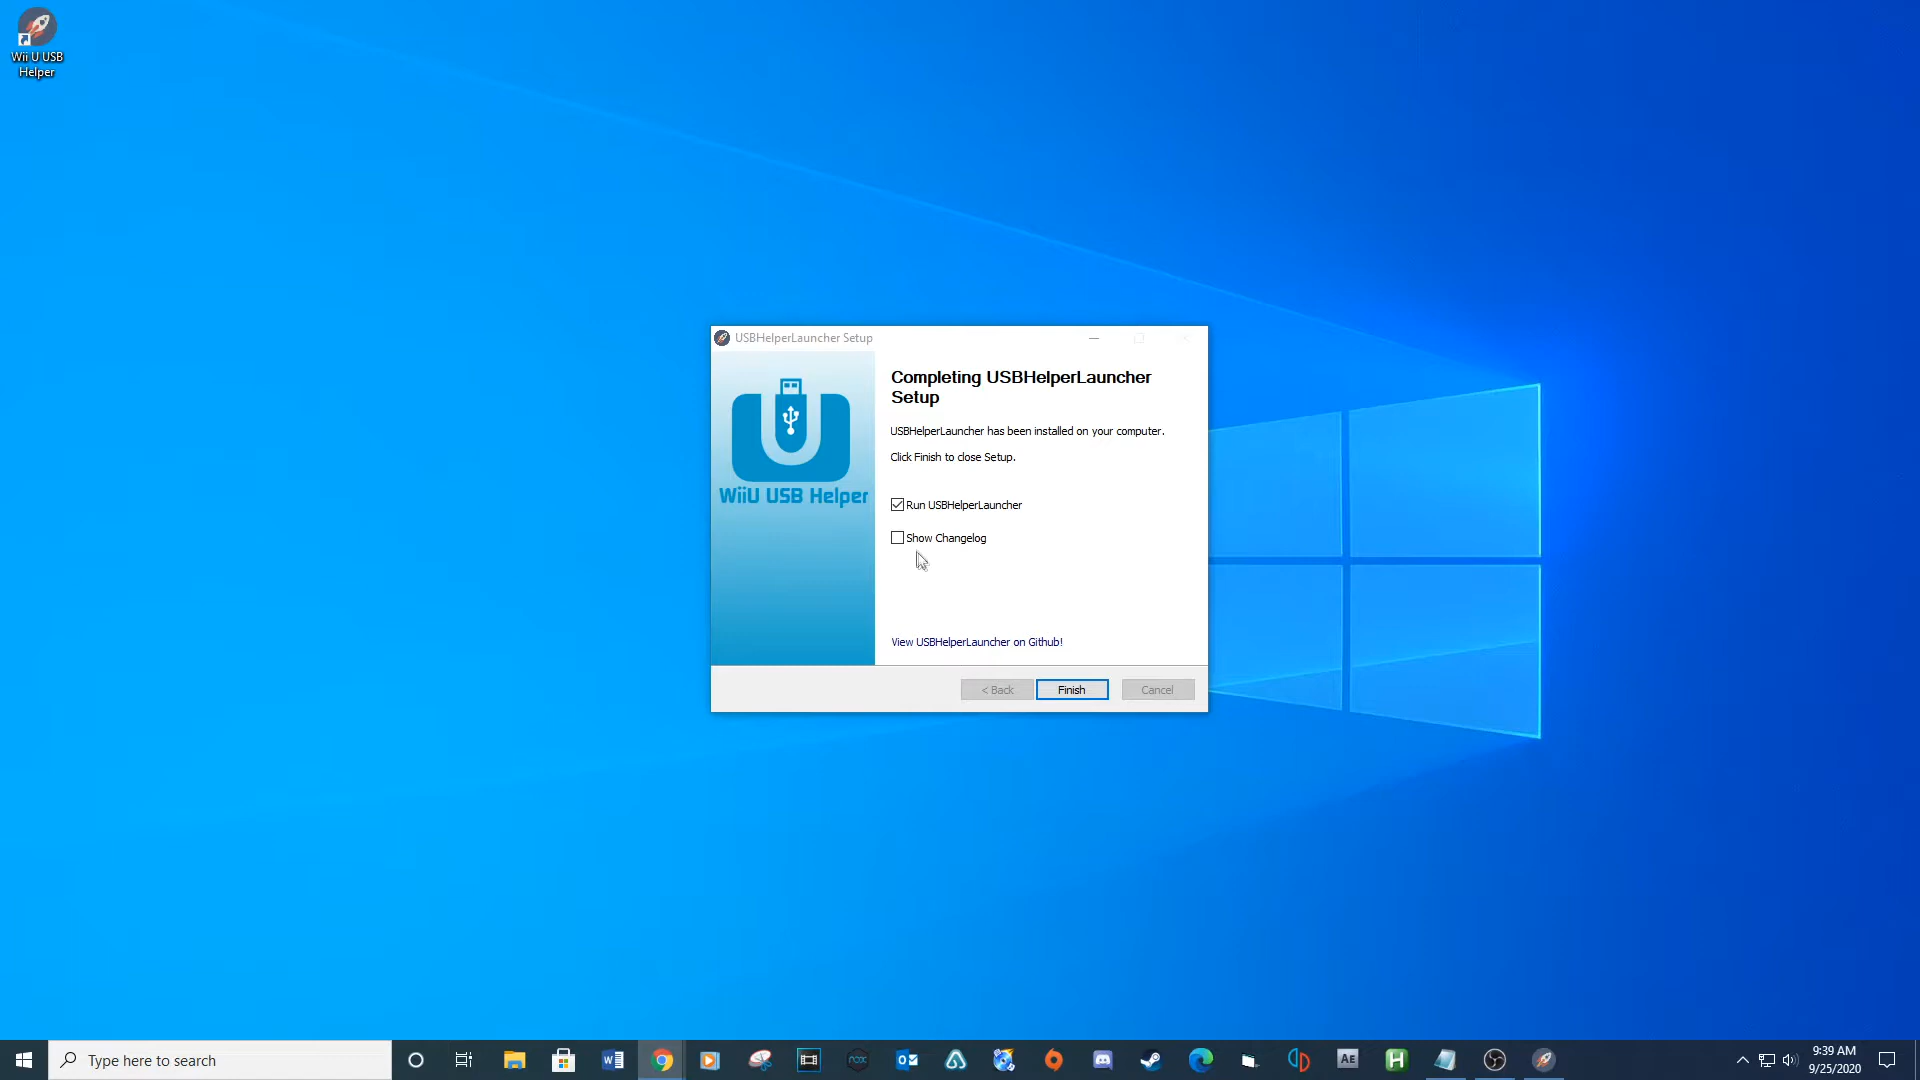 Wii U USB
Helper
USBHelperLauncher Setup
Completing USBHelperLauncher
Setup
USBHelperLauncher has been installed on your computer.
Click Finish to close Setup.
WiiU USB Helper
Run USBHelperLauncher
Show Changelog
View USBHelperLauncher on Github!
< Back
Finish
Cancel
Type here to search
W
nox
O
AE
H
9:39 AM
9/25/2020